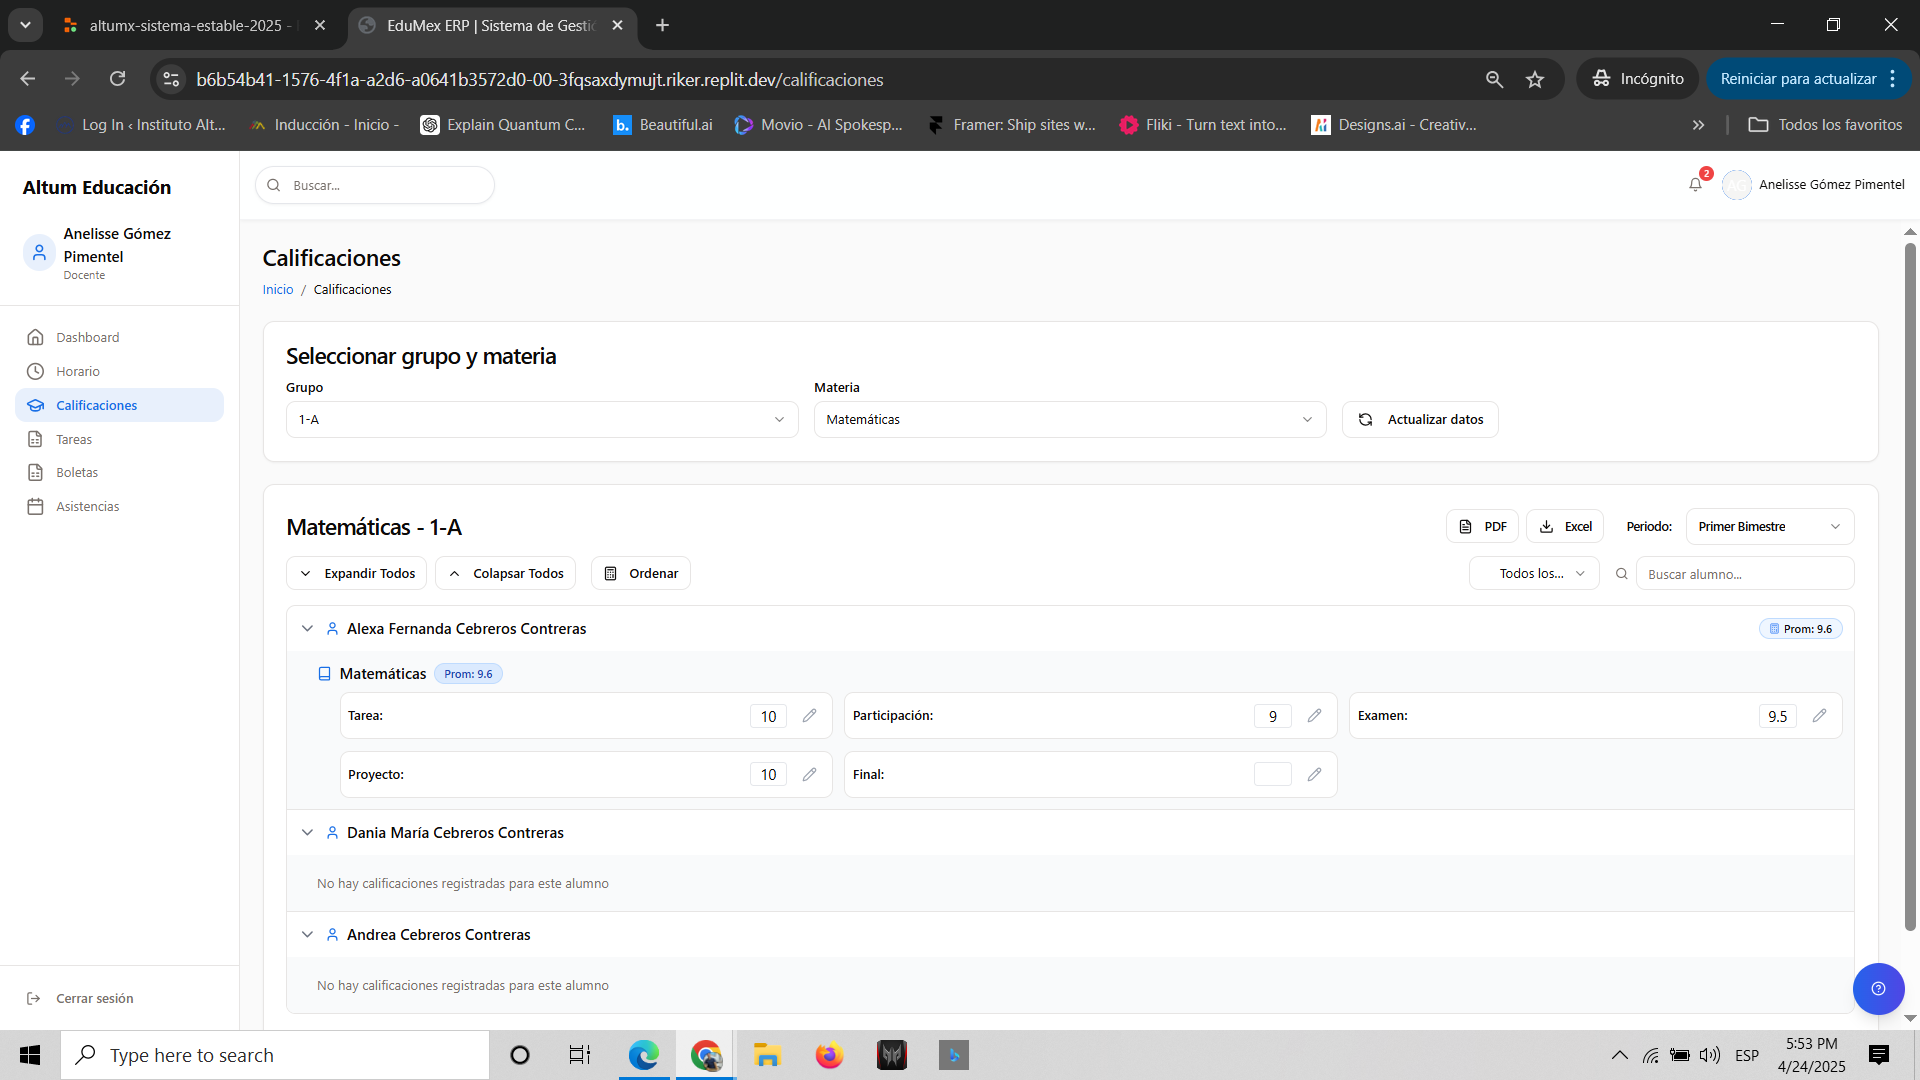 altumx-sistema-estable-2025 -
EduMex ERP | Sistema de Gesti
b6b54b41-1576-4f1a-a2d6-a0641b3572d0-00-3fqsaxdymujt.riker.replit.dev/calificaciones
Incógnito
Reiniciar para actualizar
Log In ‹ Instituto Alt...
Inducción - Inicio -
Explain Quantum C...
b.
Beautiful.ai
Movio - AI Spokesp...
Framer: Ship sites w...
Fliki - Turn text into...
Designs.ai - Creativ...
Todos los favoritos
Altum Educación
Buscar...
2
Anelisse Gómez Pimentel
Anelisse Gómez
Pimentel
Docente
Dashboard
Horario
Calificaciones
Tareas
Boletas
Asistencias
Cerrar sesión
Calificaciones
Inicio / Calificaciones
Seleccionar grupo y materia
Grupo
Materia
1-A
Matemáticas
Actualizar datos
Matemáticas - 1-A
PDF
Excel
Periodo:
Primer Bimestre
Expandir Todos
Colapsar Todos
Ordenar
Todos los...
Buscar alumno...
Alexa Fernanda Cebreros Contreras
Prom: 9.6
Matemáticas
Prom: 9.6
Tarea: 10
Participación: 9
Examen: 9.5
Proyecto: 10
Final:
Dania María Cebreros Contreras
No hay calificaciones registradas para este alumno
Andrea Cebreros Contreras
No hay calificaciones registradas para este alumno
Type here to search
ESP
5:53 PM
4/24/2025